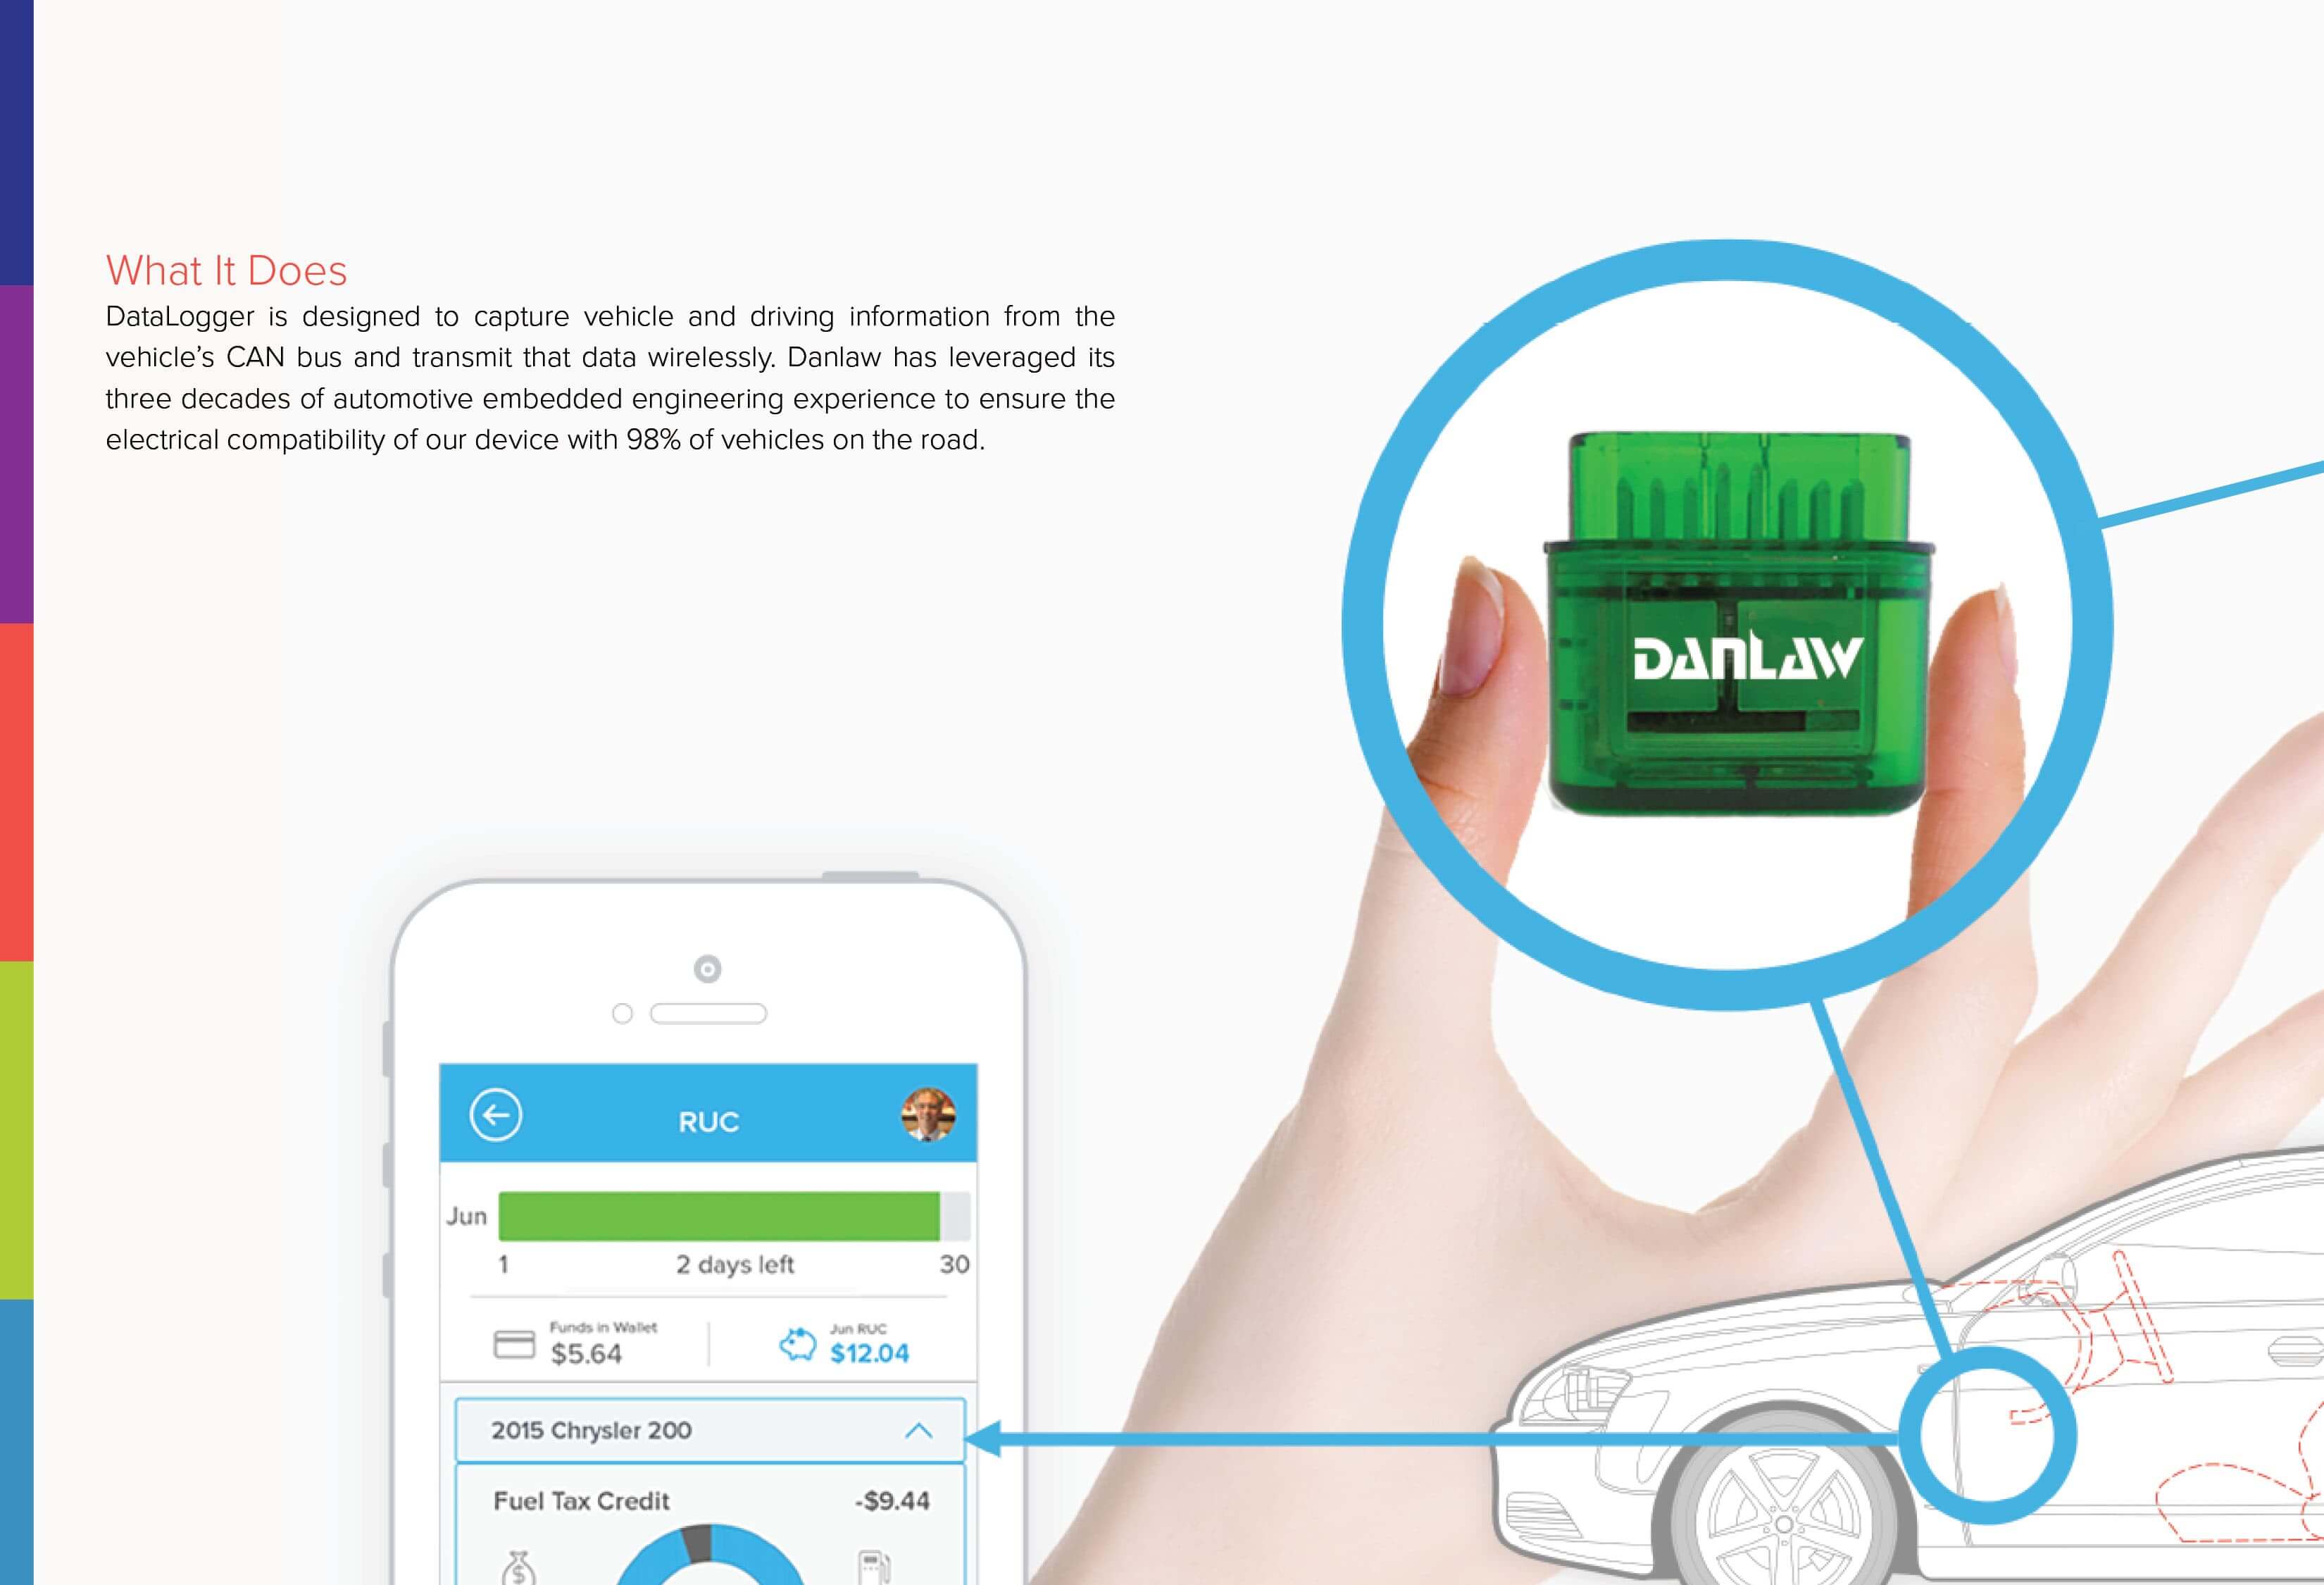 What It Does
DataLogger is designed to capture vehicle and driving information from the
vehicle’s CAN bus and transmit that data wirelessly. Danlaw has leveraged its
three decades of automotive embedded engineering experience to ensure the
electrical compatibility of our device with 98% of vehicles on the road.
DANLAW
RUC
Jun
1 2 days left 30
Funds in Wallet
$5.64
Jun RUC
$12.04
2015 Chrysler 200
Fuel Tax Credit -$9.44
$